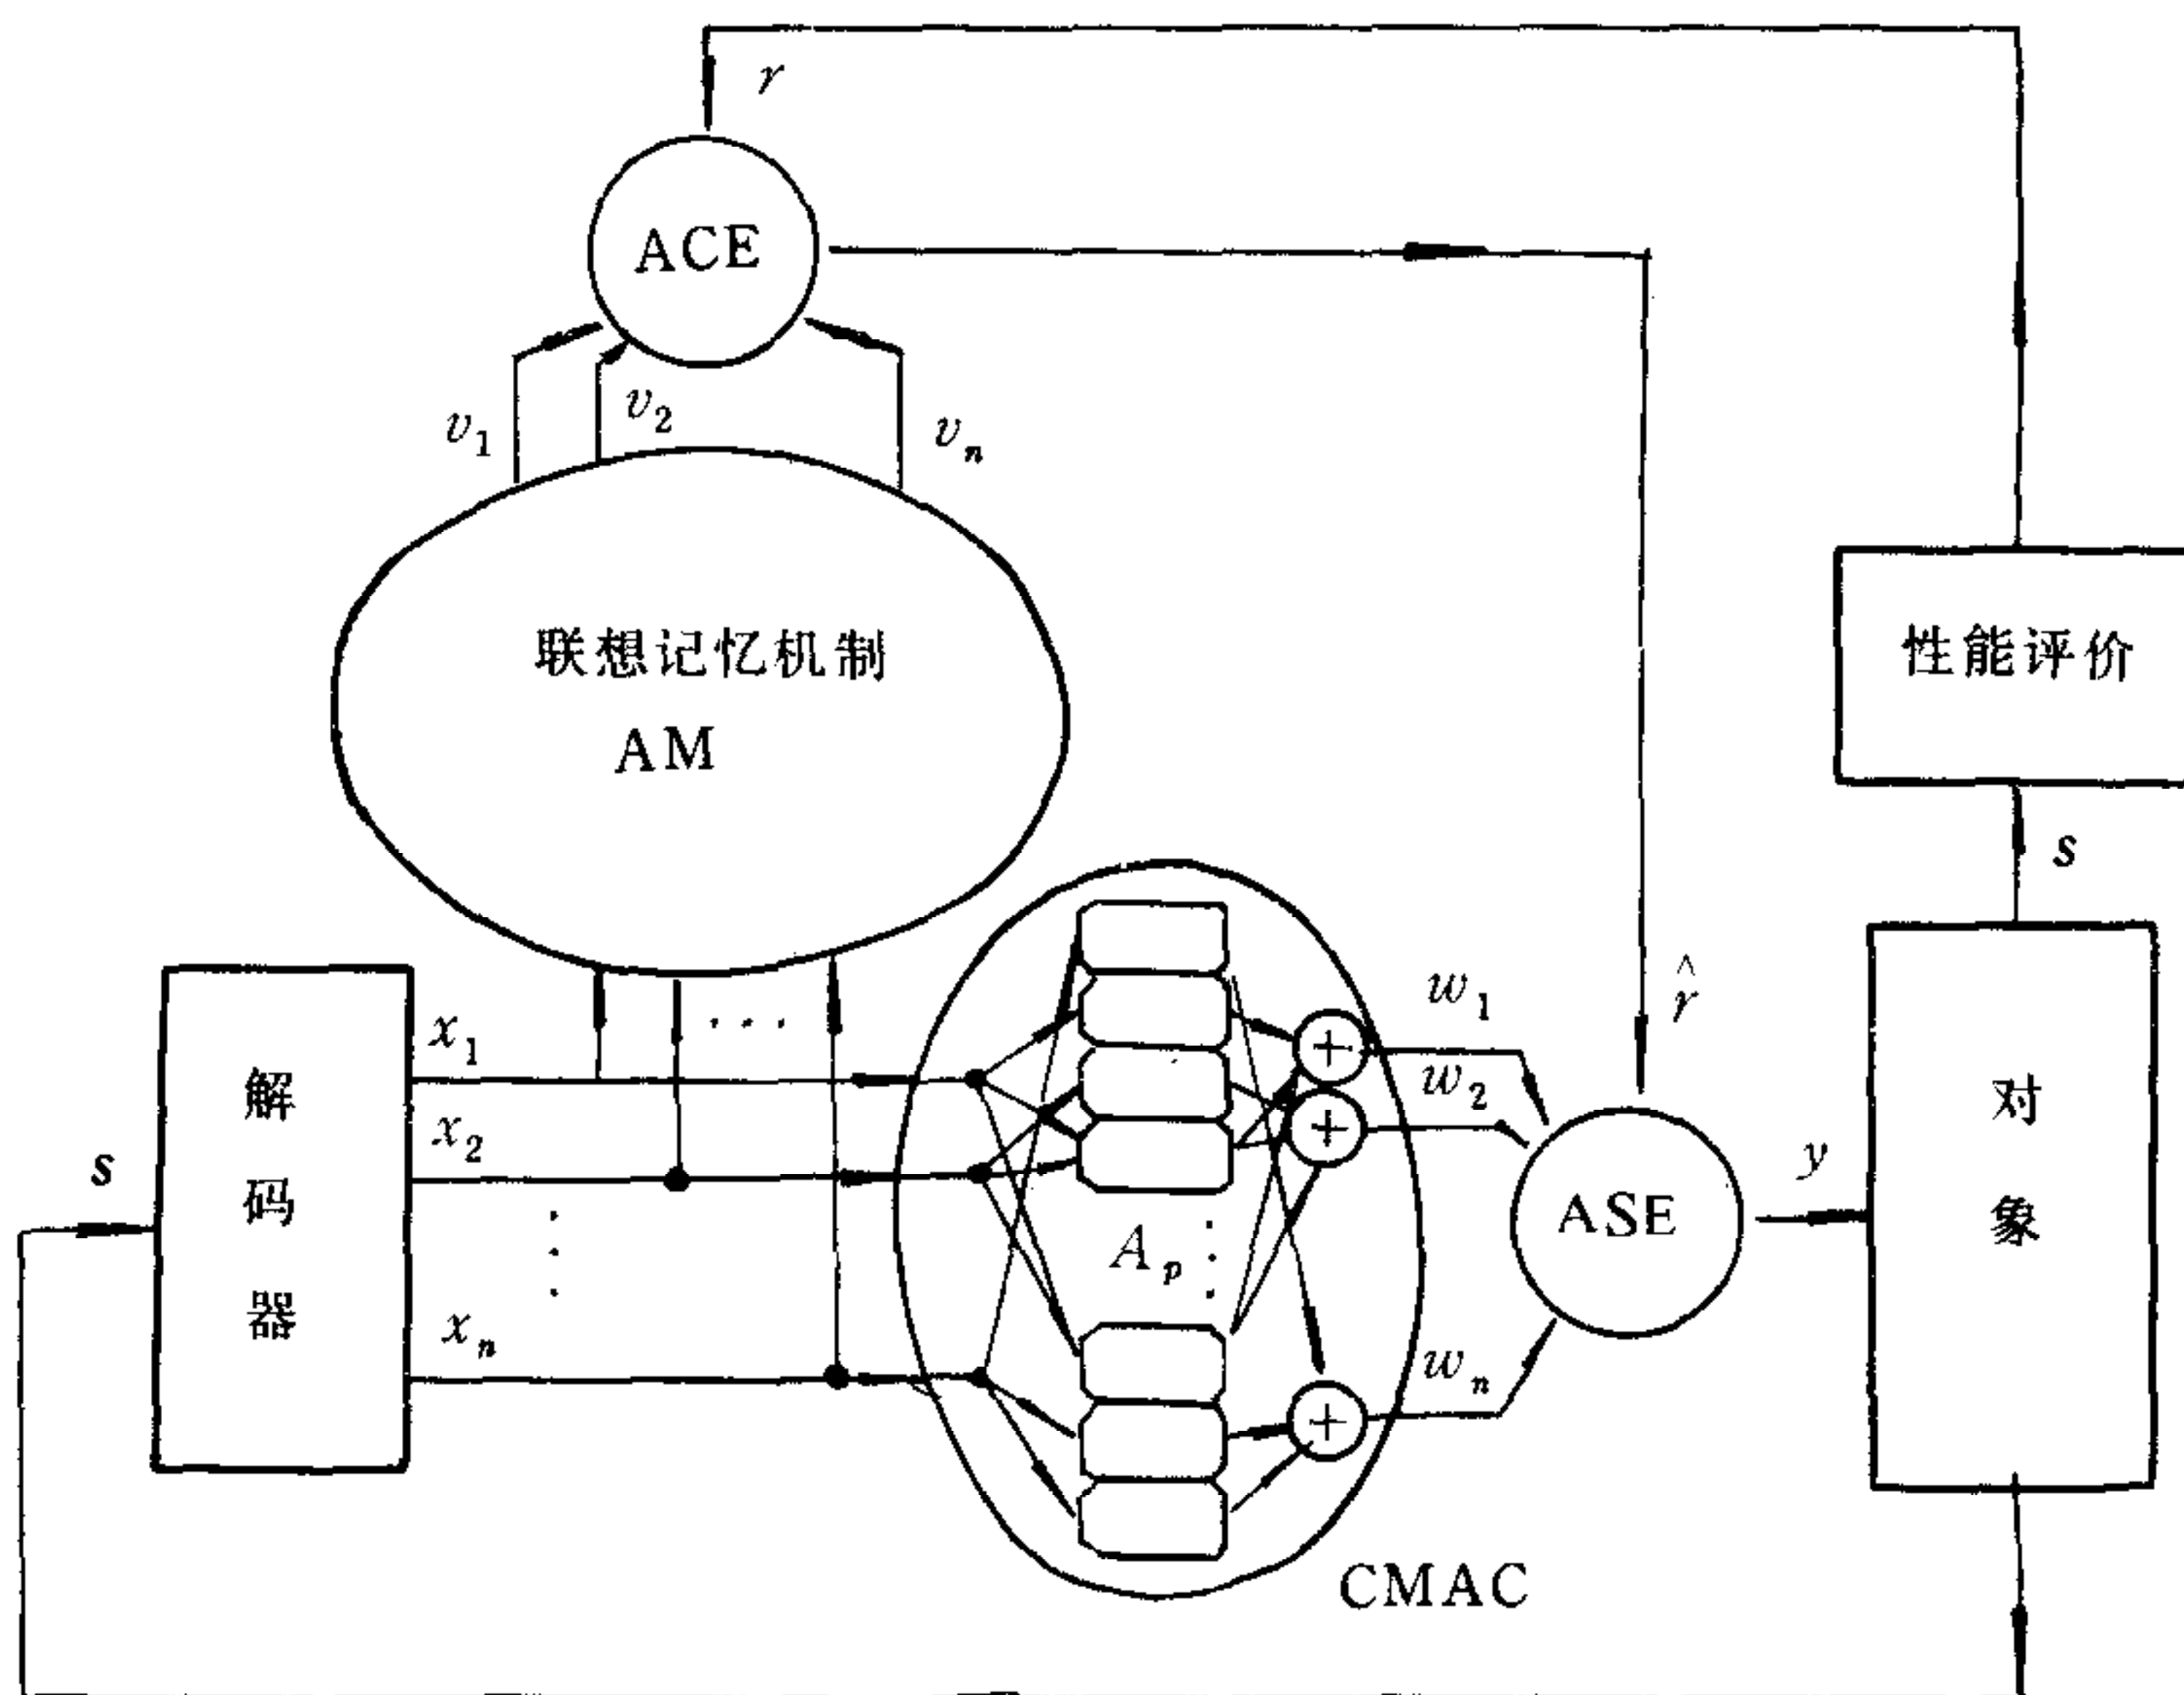 r
ACE
v₁
v₂
vₙ
联想记忆机制
AM
性能评价
s
x₁
x₂
xₙ
...
解码器
s
Aₚ
+
+
+
CMAC
w₁
w₂
wₙ
r̂
ASE
y
对象